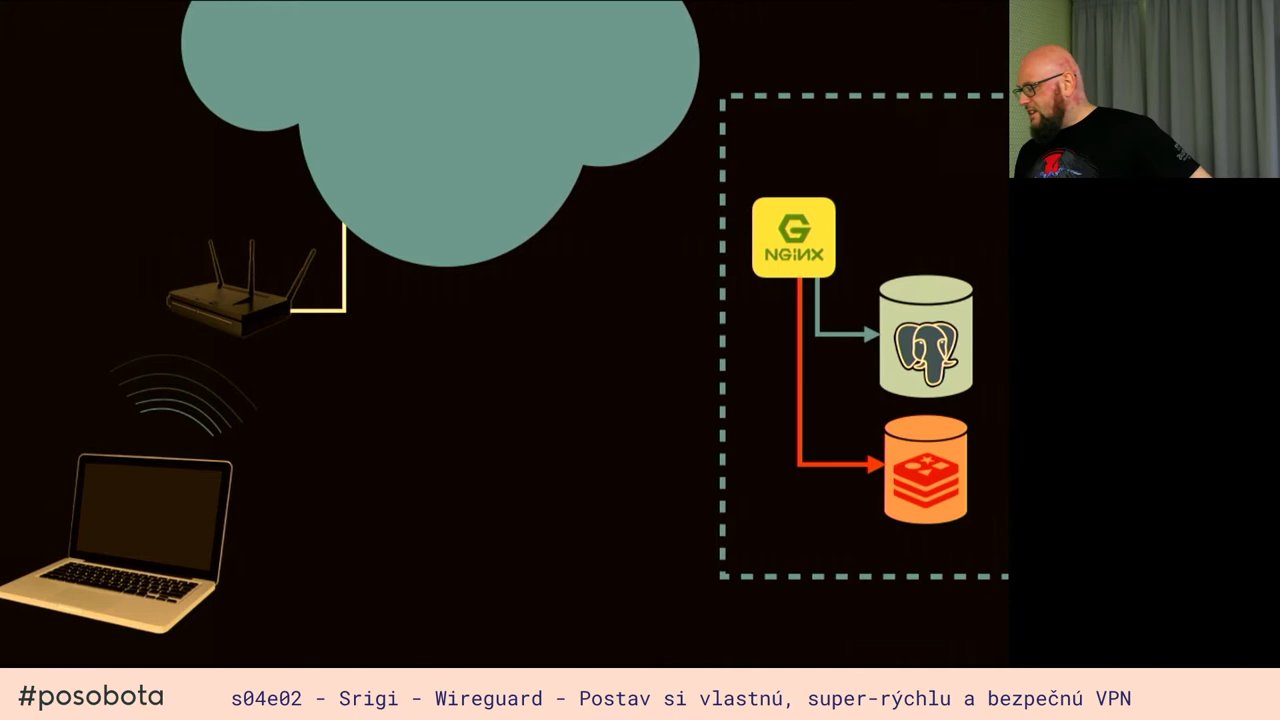 NGINX
#posobota
s04e02 - Srigi - Wireguard - Postav si vlastnú, super-rýchlu a bezpečnú VPN